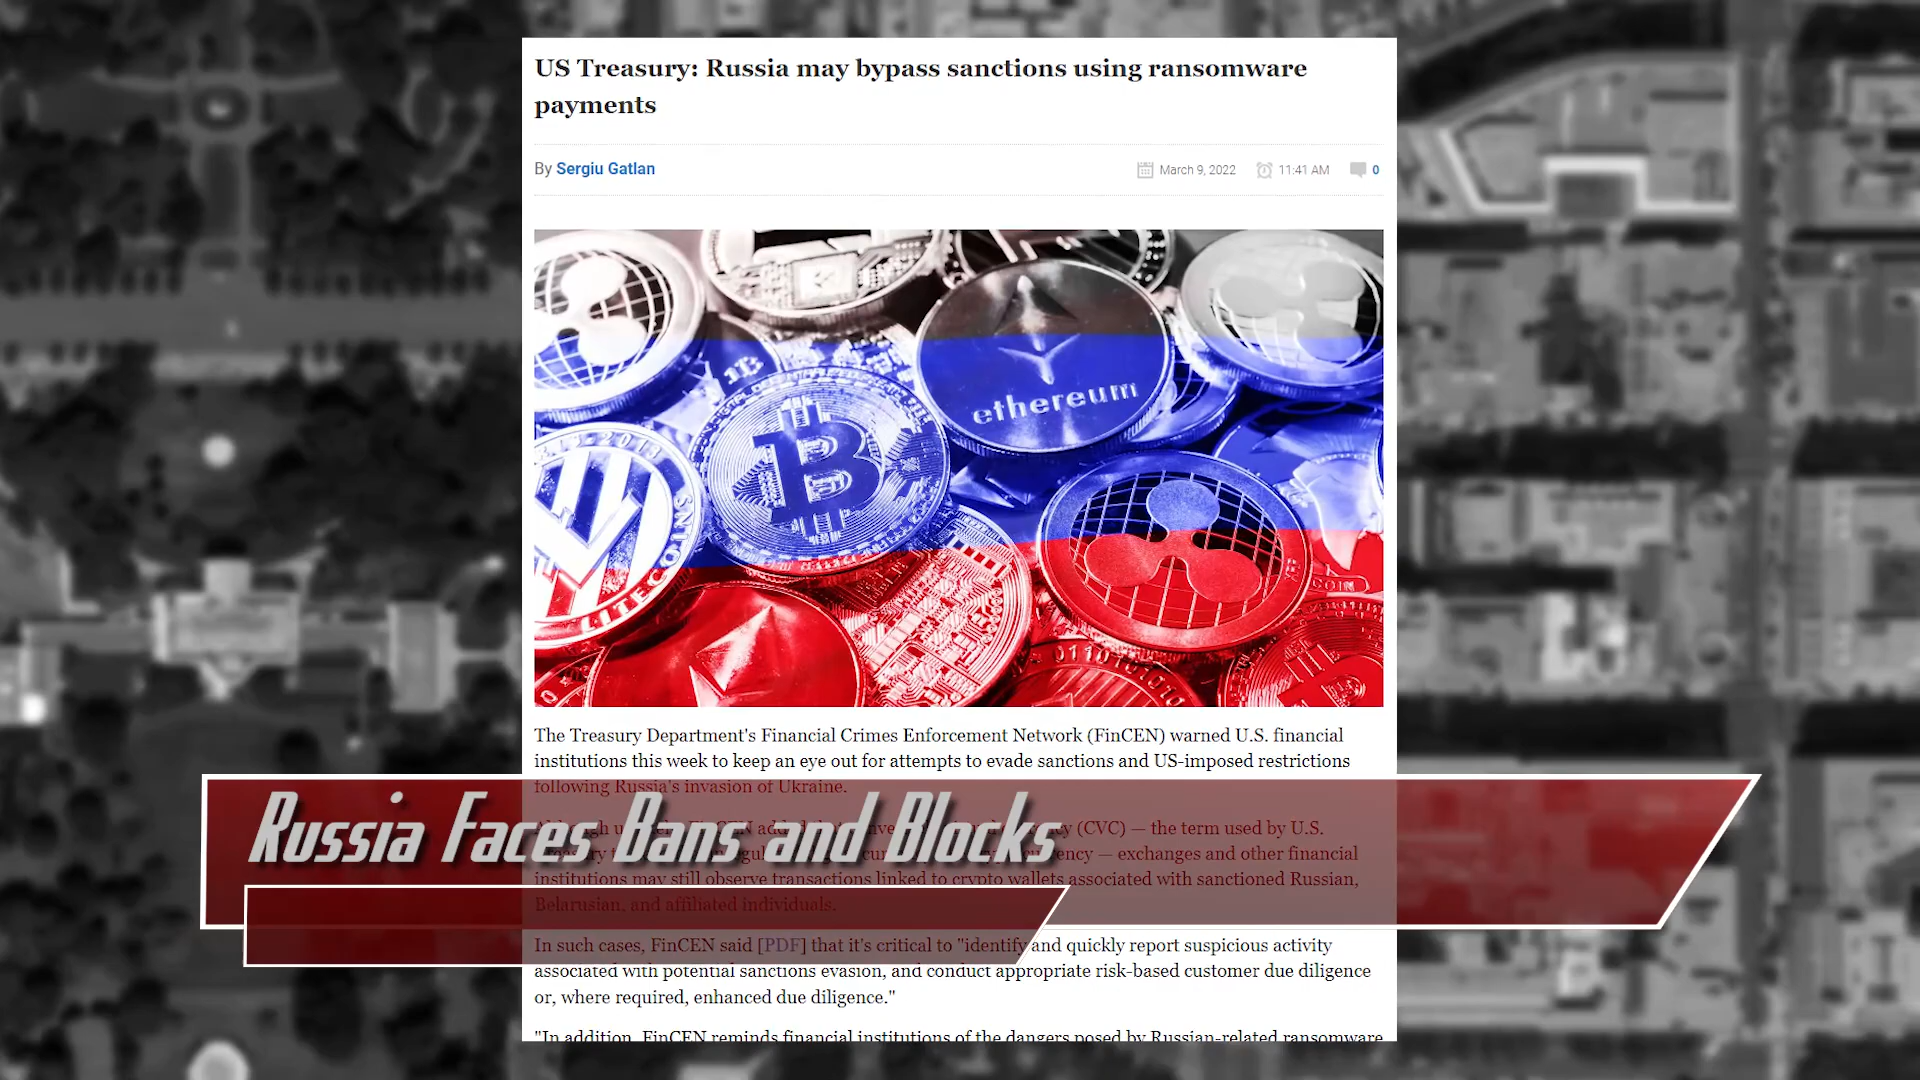 US Treasury: Russia may bypass sanctions using ransomware
payments
By Sergiu Gatlan
March 9, 2022 11:41 AM 0
ethereum
LITECOINS
COIN
The Treasury Department's Financial Crimes Enforcement Network (FinCEN) warned U.S. financial
institutions this week to keep an eye out for attempts to evade sanctions and US-imposed restrictions
following Russia's invasion of Ukraine.
Russia Faces Bans and Blocks
(CVC) — the term used by U.S.
— exchanges and other financial
institutions may still observe transactions linked to crypto wallets associated with sanctioned Russian,
Belarusian, and affiliated individuals.
In such cases, FinCEN said [PDF] that it's critical to "identify and quickly report suspicious activity
associated with potential sanctions evasion, and conduct appropriate risk-based customer due diligence
or, where required, enhanced due diligence."
"In addition, FinCEN reminds financial institutions of the dangers posed by Russian-related ransomware